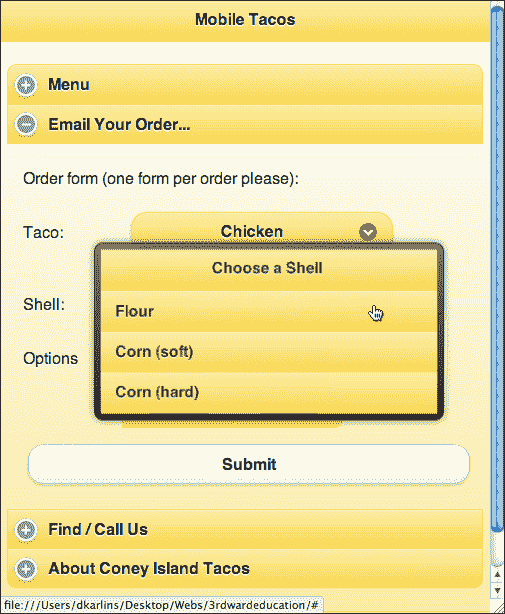 Mobile Tacos
Menu
Email Your Order...
Order form (one form per order please):
Taco:
Chicken
Choose a Shell
Shell:
Flour
Corn (soft)
Options
Corn (hard)
Submit
Find / Call Us
About Coney Island Tacos
file:///Users/dkarlins/Desktop/Webs/3rdwardeducation/#